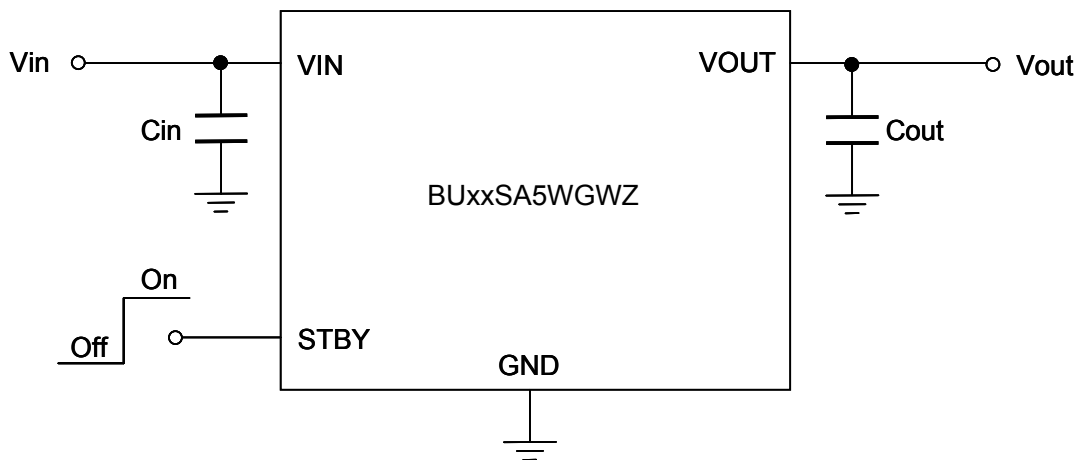 Vin
VIN
VOUT
Vout
Cin
Cout
BUxxSA5WGWZ
On
Off
STBY
GND